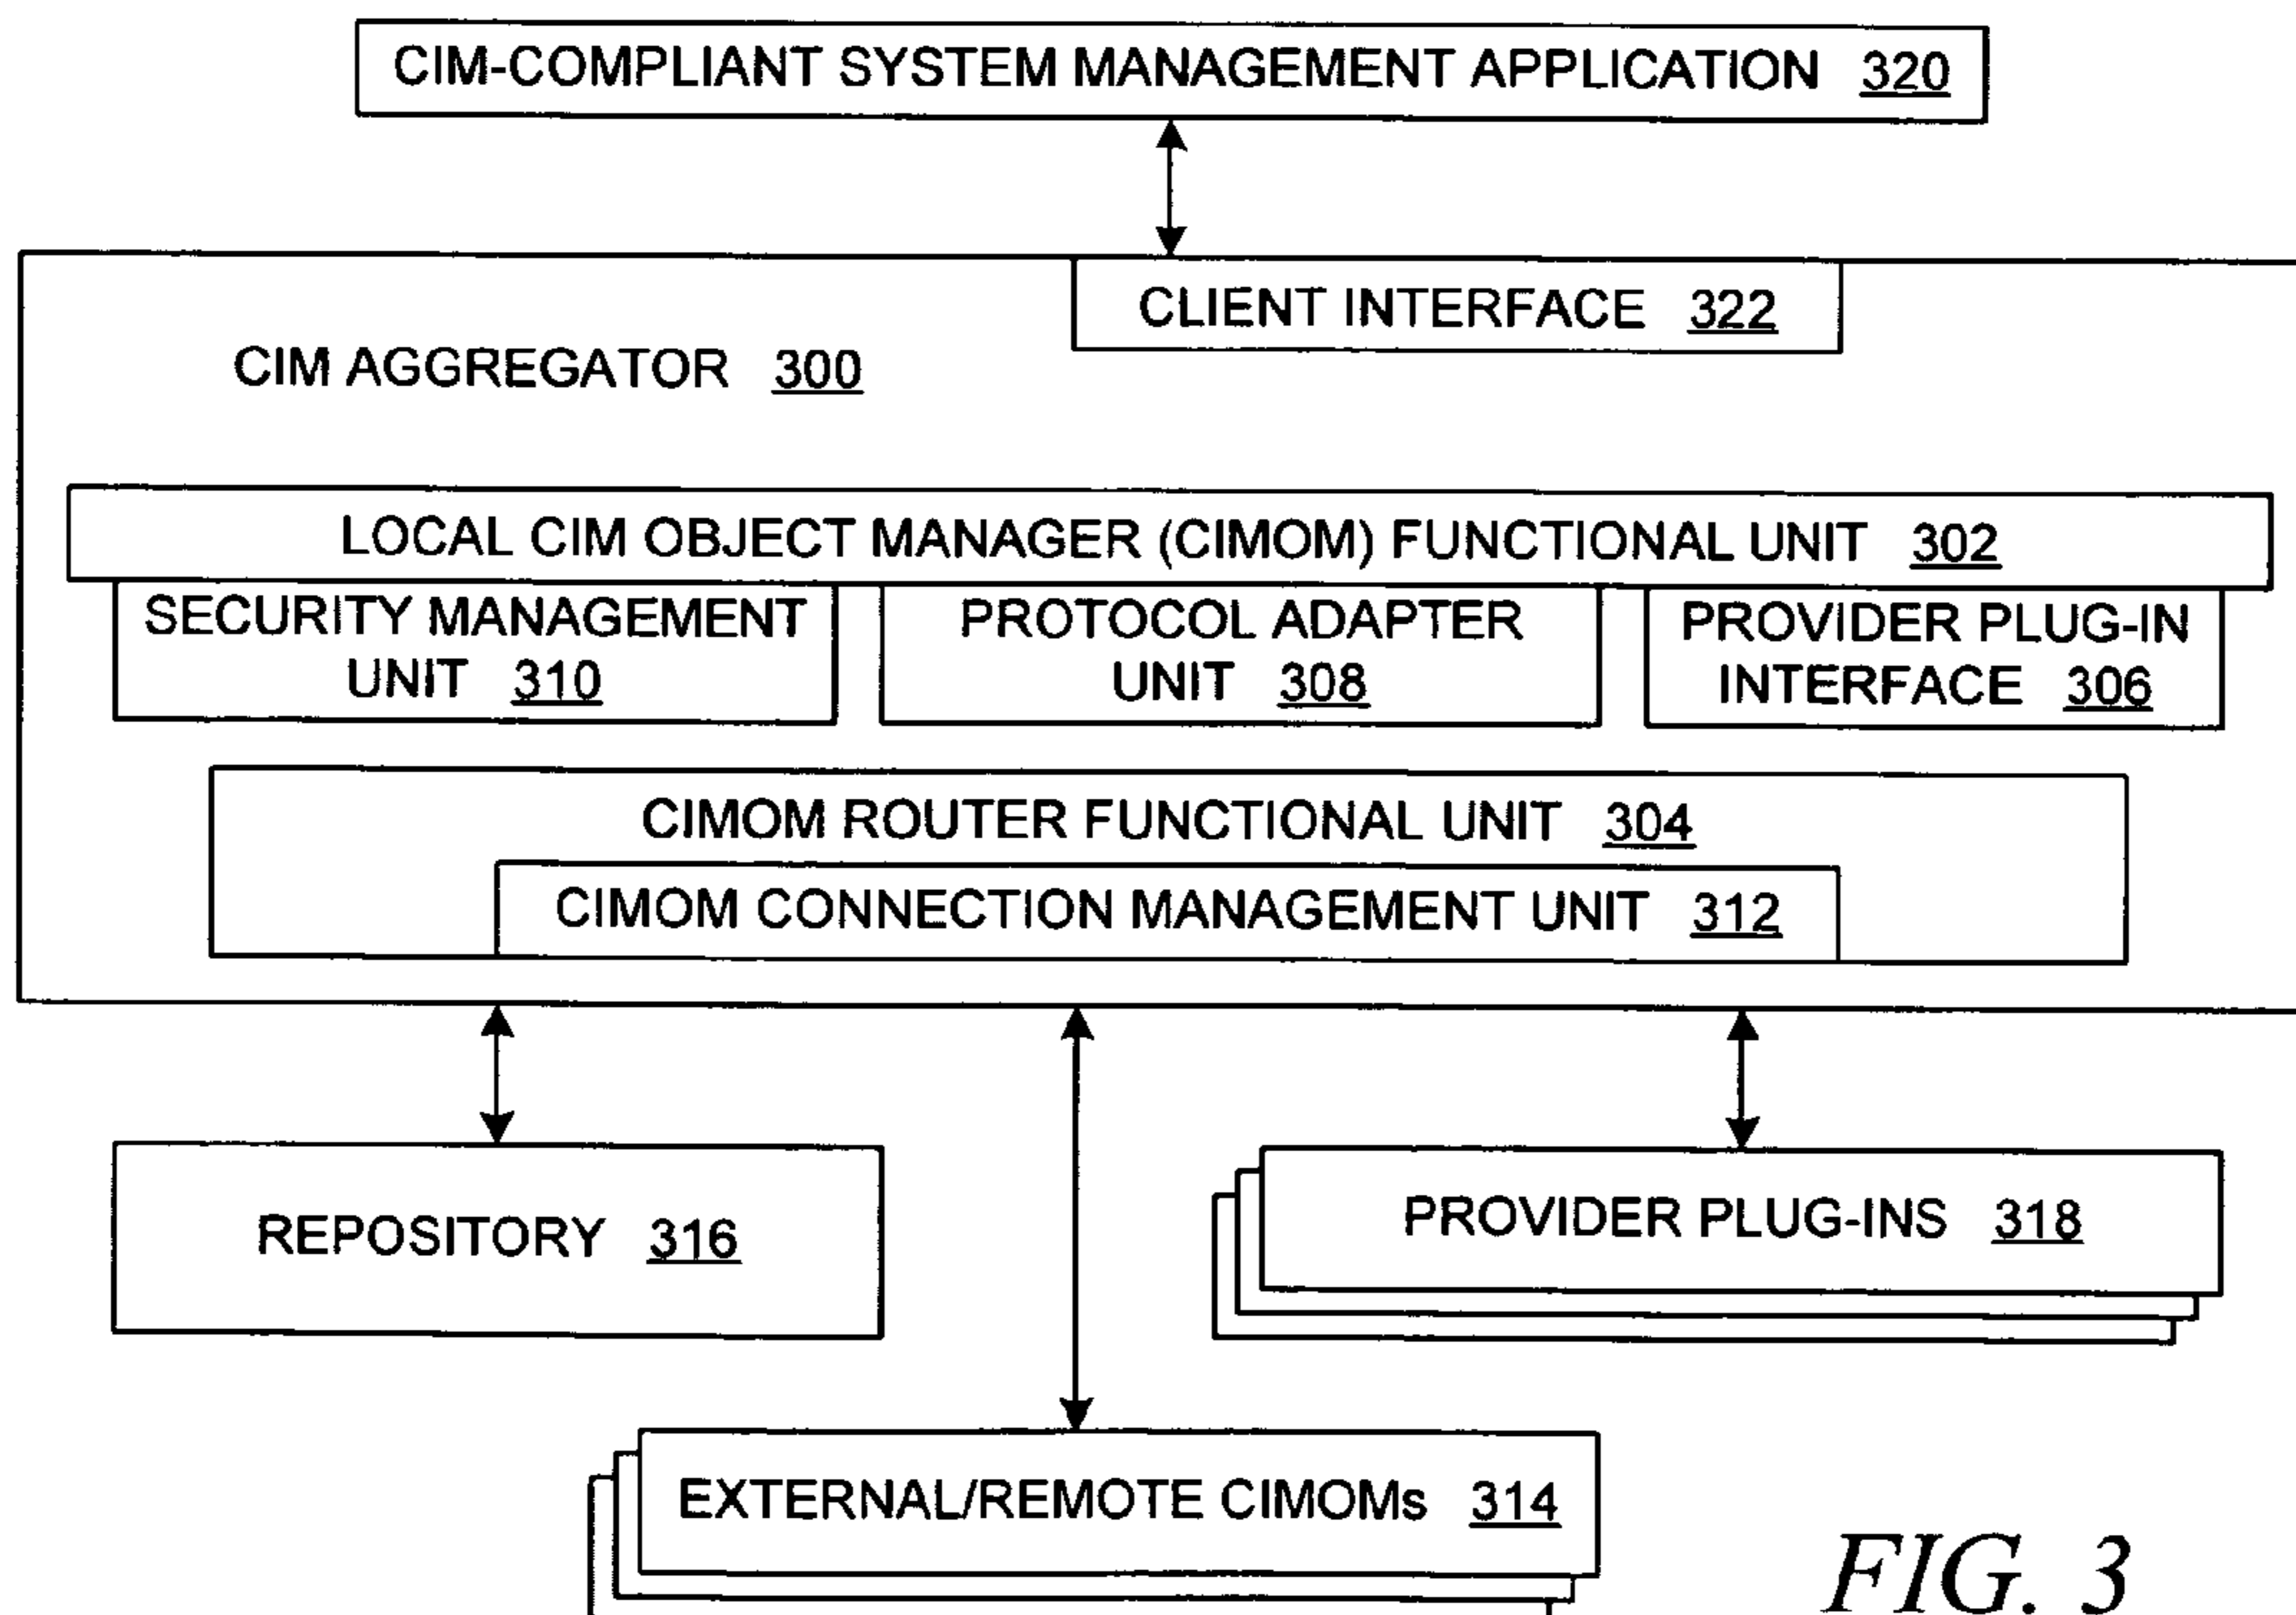 CIM-COMPLIANT SYSTEM MANAGEMENT APPLICATION 320
CLIENT INTERFACE 322
CIM AGGREGATOR 300
LOCAL CIM OBJECT MANAGER (CIMOM) FUNCTIONAL UNIT 302
SECURITY MANAGEMENT
UNIT 310
PROTOCOL ADAPTER
UNIT 308
PROVIDER PLUG-IN
INTERFACE 306
CIMOM ROUTER FUNCTIONAL UNIT 304
CIMOM CONNECTION MANAGEMENT UNIT 312
REPOSITORY 316
PROVIDER PLUG-INS 318
EXTERNAL/REMOTE CIMOMs 314
FIG. 3